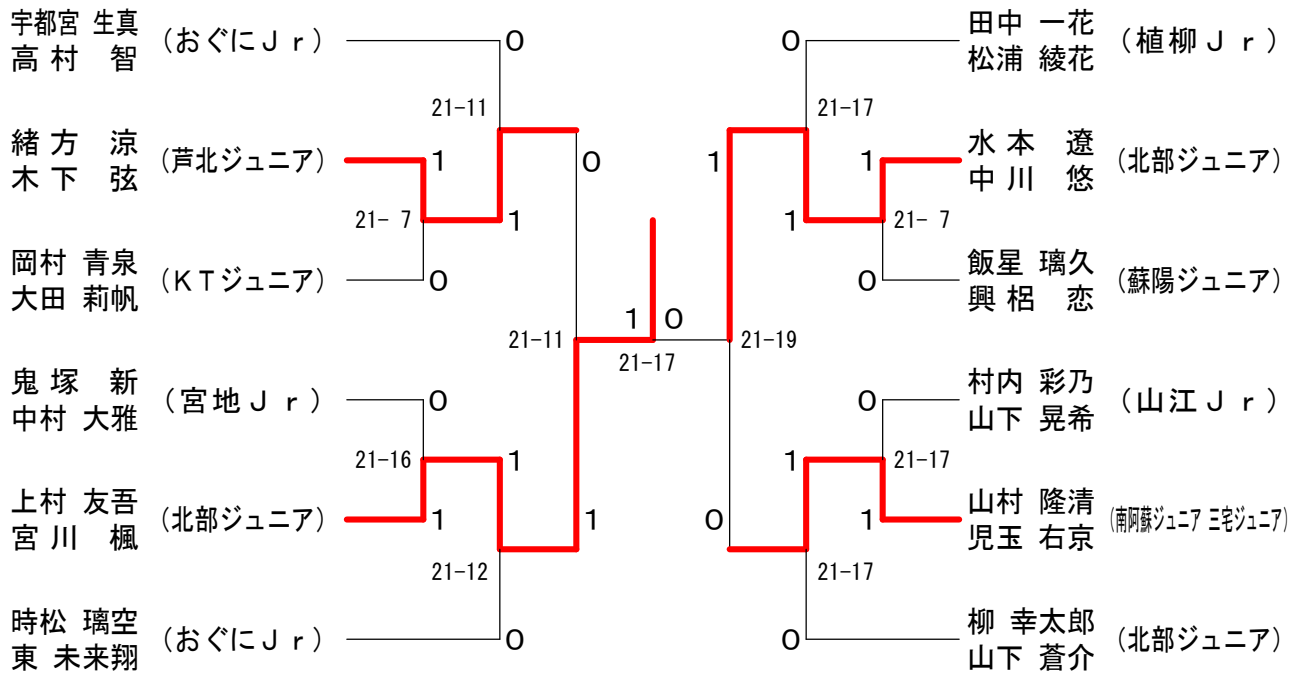 宇都宮 生真
高村 智
(おぐにＪｒ)
0
21-11
緒方 涼
木下 弦
(芦北ジュニア)
1
0
21- 7
1
岡村 青泉
大田 莉帆
(ＫＴジュニア)
0
21-11
鬼塚 新
中村 大雅
(宮地Ｊｒ)
0
21-16
1
上村 友吾
宮川 楓
(北部ジュニア)
1
1
21-12
時松 璃空
東 未来翔
(おぐにＪｒ)
0
1 0
21-17
田中 一花
松浦 綾花
(植柳Ｊｒ)
0
21-17
水本 遼
中川 悠
(北部ジュニア)
1
1
1
21- 7
飯星 璃久
興梠 恋
(蘇陽ジュニア)
0
21-19
村内 彩乃
山下 晃希
(山江Ｊｒ)
0
1
21-17
山村 隆清
児玉 右京
(南阿蘇ジュニア 三宅ジュニア)
1
0
21-17
柳 幸太郎
山下 蒼介
(北部ジュニア)
0